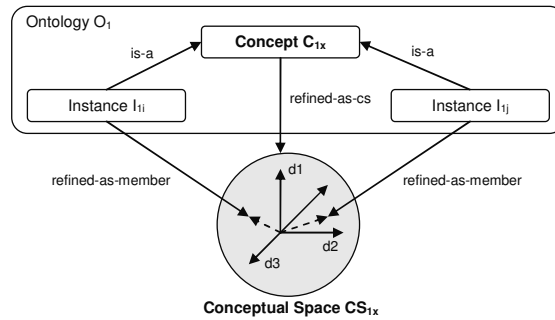 Ontology O₁
Concept C₁ₓ
is-a
is-a
Instance I₁ᵢ
refined-as-cs
Instance I₁ⱼ
refined-as-member
refined-as-member
d1
d2
d3
Conceptual Space CS₁ₓ